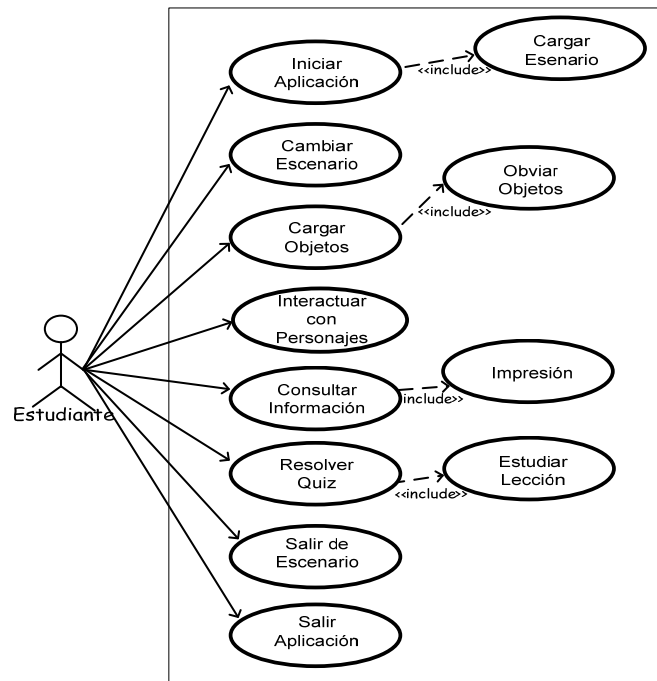 Iniciar
Aplicación
<<include>>
Cargar
Esenario
Cambiar
Escenario
Cargar
Objetos
<<include>>
Obviar
Objetos
Interactuar
con
Personajes
Estudiante
Consultar
Información
include>>
Impresión
Resolver
Quiz
<<include>>
Estudiar
Lección
Salir de
Escenario
Salir
Aplicación